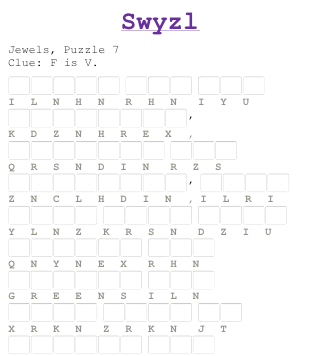 Swyzl
Jewels, Puzzle 7
Clue: F is V.
I L N H N R H N I Y U
,
K D Z N H R E X ,
Q R S N D I N R Z S
,
Z N C L H D I N , I L R I
Y L N Z K R S N D Z I U
Q N Y N E X R H N
G R E E N S I L N
X R K N Z R K N J T